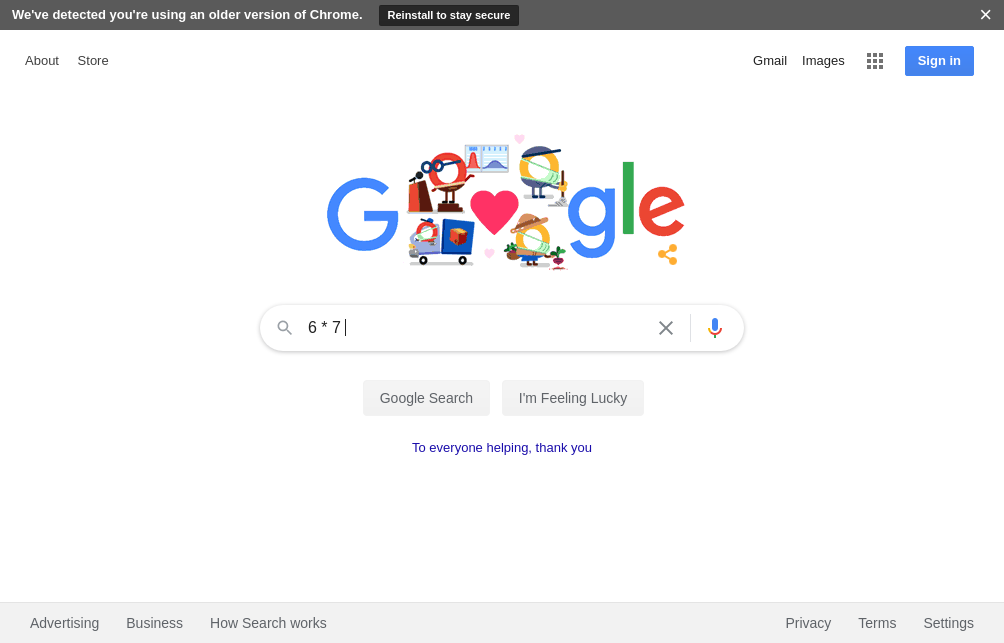 We've detected you're using an older version of Chrome. Reinstall to stay secure
About Store Gmail Images Sign in
Google
6 * 7
Google Search I'm Feeling Lucky
To everyone helping, thank you
Advertising Business How Search works Privacy Terms Settings